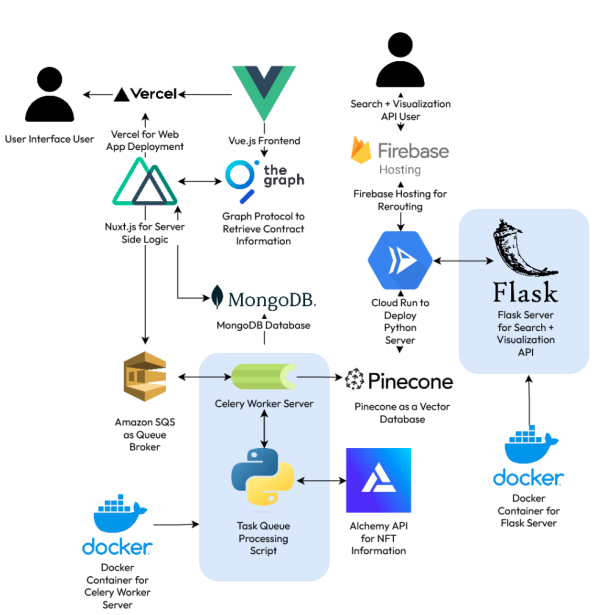 Vercel
User Interface User
Vercel for Web
App Deployment
Vue.js Frontend
Search + Visualization
API User
Firebase
Hosting
Firebase Hosting for
Rerouting
the
graph
Graph Protocol to
Retrieve Contract
Information
Nuxt.js for Server
Side Logic
Flask
Flask Server
for Search +
Visualization
API
Cloud Run to
Deploy
Python
Server
MongoDB.
MongoDB Database
Amazon SQS
as Queue
Broker
Celery Worker Server
Pinecone
Pinecone as a Vector
Database
docker
Docker
Container for
Flask Server
Task Queue
Processing
Script
Alchemy API
for NFT
Information
docker
Docker
Container for
Celery Worker
Server